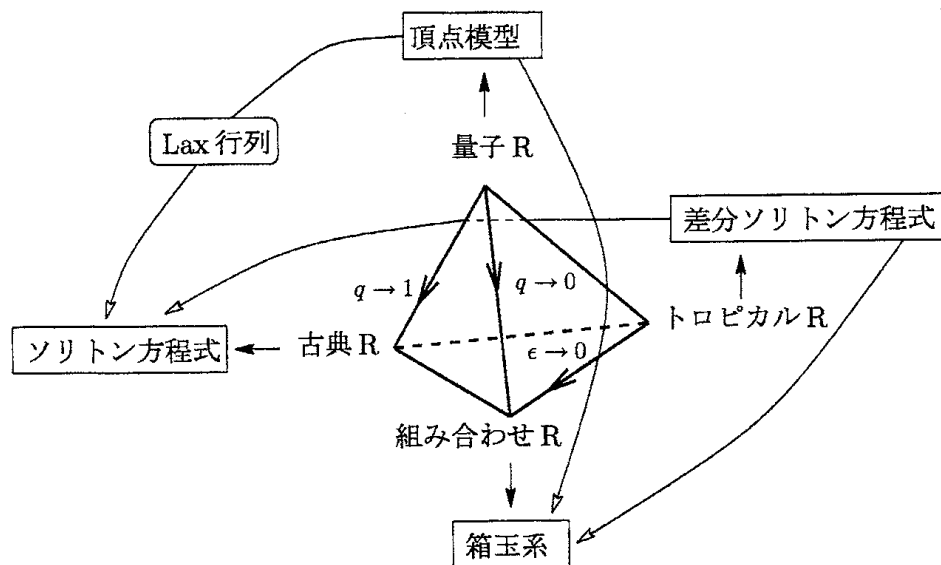 頂点模型
Lax 行列
量子 R
差分ソリトン方程式
q → 1
q → 0
トロピカル R
ソリトン方程式
古典 R
ϵ → 0
組み合わせ R
箱玉系